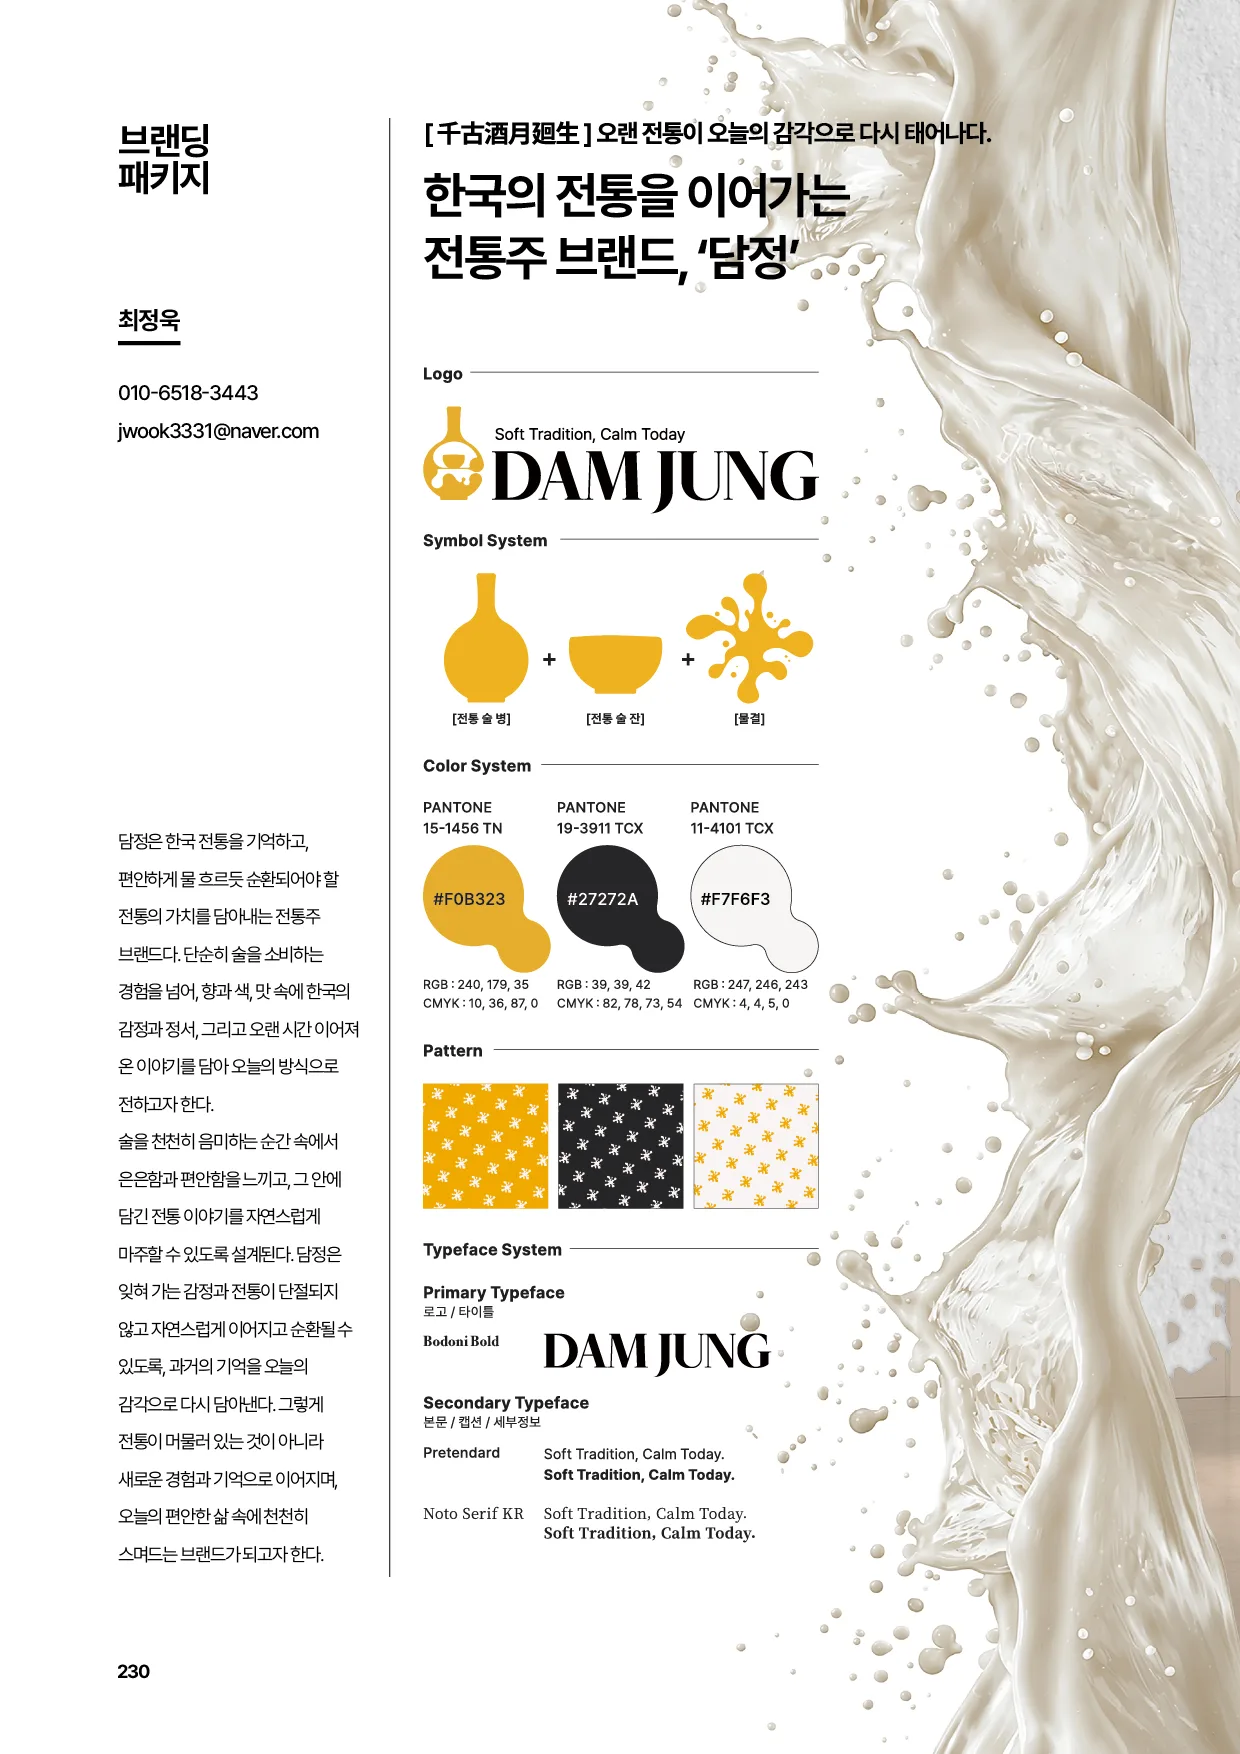 브랜딩
패키지
최정욱
010-6518-3443
jwook3331@naver.com
담정은 한국 전통을 기억하고,
편안하게 물 흐르듯 순환되어야 할
전통의 가치를 담아내는 전통주
브랜드다. 단순히 술을 소비하는
경험을 넘어, 향과 색, 맛 속에 한국의
감정과 정서, 그리고 오랜 시간 이어져
온 이야기를 담아 오늘의 방식으로
전하고자 한다.
술을 천천히 음미하는 순간 속에서
은은함과 편안함을 느끼고, 그 안에
담긴 전통 이야기를 자연스럽게
마주할 수 있도록 설계된다. 담정은
잊혀 가는 감정과 전통이 단절되지
않고 자연스럽게 이어지고 순환될 수
있도록, 과거의 기억을 오늘의
감각으로 다시 담아낸다. 그렇게
전통이 머물러 있는 것이 아니라
새로운 경험과 기억으로 이어지며,
오늘의 편안한 삶 속에 천천히
스며드는 브랜드가 되고자 한다.
230
[ 千古酒月廻生 ] 오랜 전통이 오늘의 감각으로 다시 태어나다.
한국의 전통을 이어가는
전통주 브랜드, ‘담정’
Logo
Soft Tradition, Calm Today
DAM JUNG
Symbol System
+ +
[전통 술 병] [전통 술 잔] [물결]
Color System
PANTONE PANTONE PANTONE
15-1456 TN 19-3911 TCX 11-4101 TCX
#F0B323 #27272A #F7F6F3
RGB : 240, 179, 35 RGB : 39, 39, 42 RGB : 247, 246, 243
CMYK : 10, 36, 87, 0 CMYK : 82, 78, 73, 54 CMYK : 4, 4, 5, 0
Pattern
Typeface System
Primary Typeface
로고 / 타이틀
Bodoni Bold DAM JUNG
Secondary Typeface
본문 / 캡션 / 세부정보
Pretendard Soft Tradition, Calm Today.
Soft Tradition, Calm Today.
Noto Serif KR Soft Tradition, Calm Today.
Soft Tradition, Calm Today.